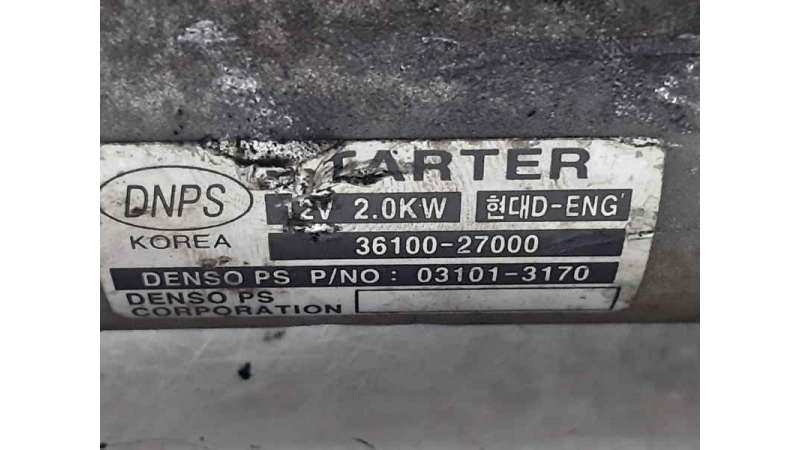 STARTER
DNPS
12V 2.0KW 현대D-ENG'
KOREA
36100-27000
DENSO PS P/NO : 03101-3170
DENSO PS
CORPORATION